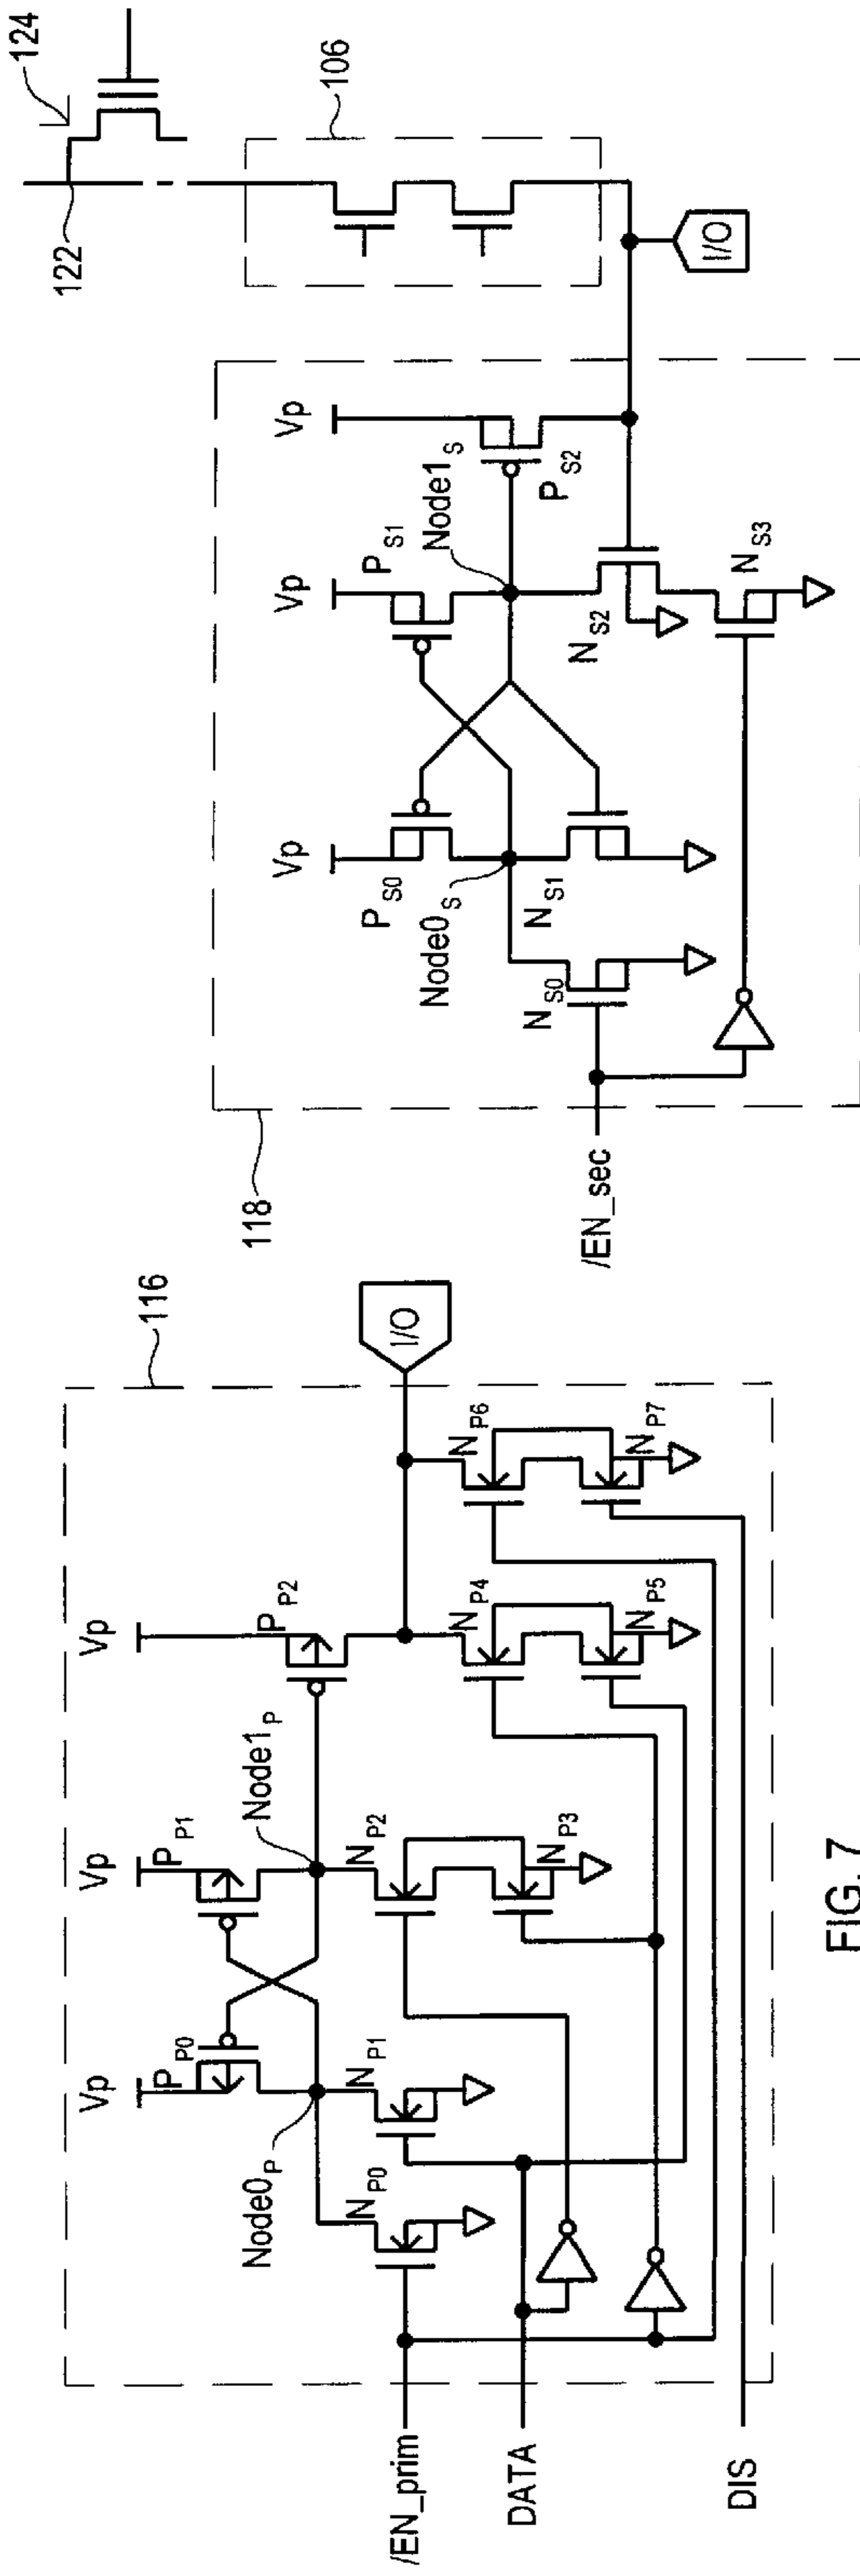 116
Vp
Vp
Vp
P_P0
P_P1
P_P2
Node0_P
Node1_P
N_P0
N_P1
N_P2
N_P3
N_P4
N_P5
N_P6
N_P7
I/O
/EN_prim
DATA
DIS
118
Vp
Vp
Vp
P_S0
P_S1
P_S2
Node0_S
Node1_S
N_S0
N_S1
N_S2
N_S3
/EN_sec
I/O
122
124
106
FIG. 7